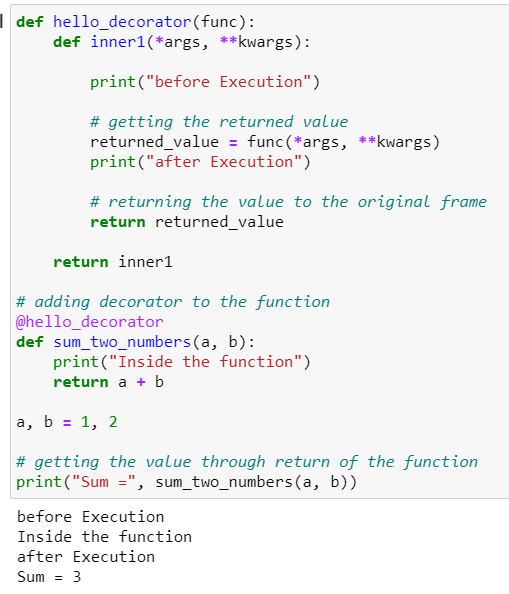 def hello_decorator(func):
    def inner1(*args, **kwargs):

        print("before Execution")

        # getting the returned value
        returned_value = func(*args, **kwargs)
        print("after Execution")

        # returning the value to the original frame
        return returned_value

    return inner1

# adding decorator to the function
@hello_decorator
def sum_two_numbers(a, b):
    print("Inside the function")
    return a + b

a, b = 1, 2

# getting the value through return of the function
print("Sum =", sum_two_numbers(a, b))

before Execution
Inside the function
after Execution
Sum = 3